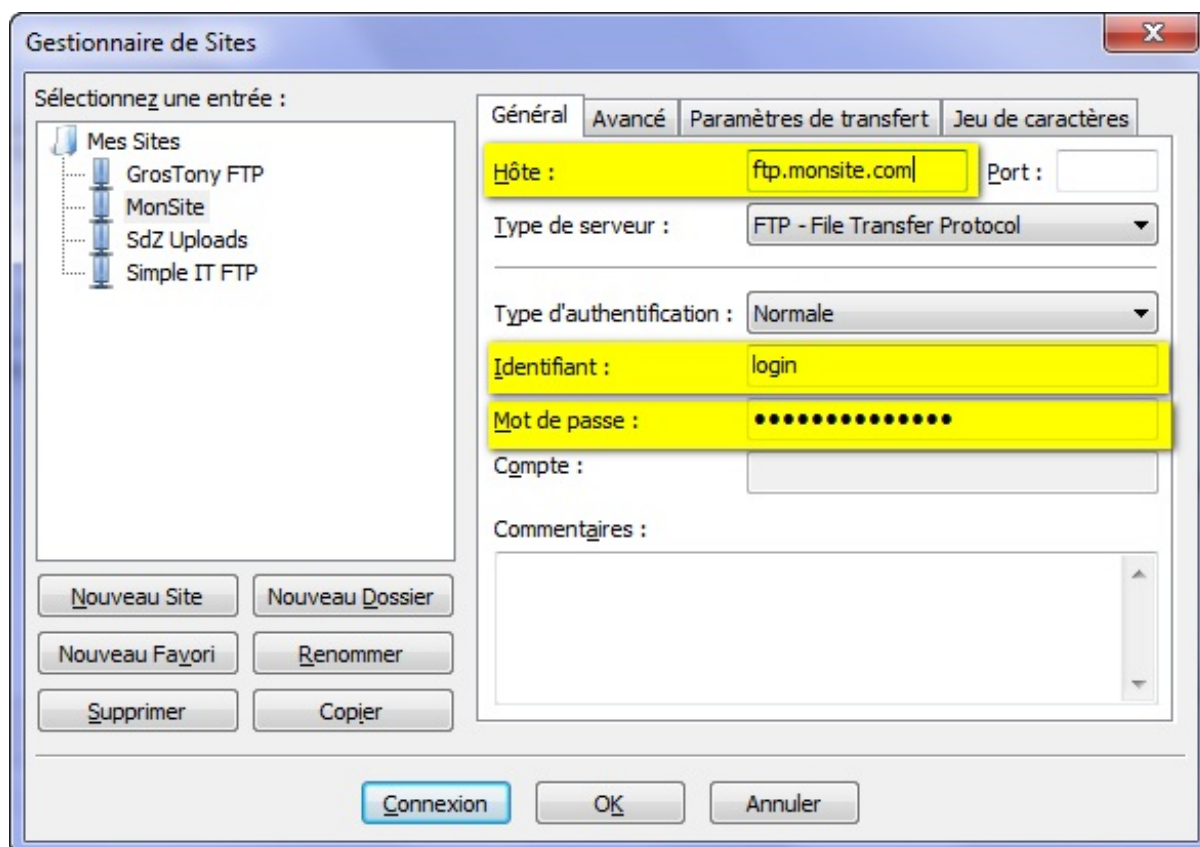 Gestionnaire de Sites
Sélectionnez une entrée :
Mes Sites
GrosTony FTP
MonSite
SdZ Uploads
Simple IT FTP
Nouveau Site Nouveau Dossier
Nouveau Favori Renommer
Supprimer Copier
Général Avancé Paramètres de transfert Jeu de caractères
Hôte : ftp.monsite.com Port :
Type de serveur : FTP - File Transfer Protocol
Type d'authentification : Normale
Identifiant : login
Mot de passe : ••••••••••••••
Compte :
Commentaires :
Connexion OK Annuler